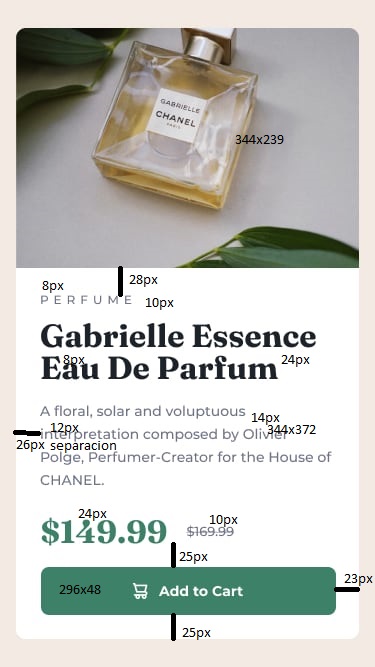 GABRIELLE
CHANEL
PARIS
344x239
28px
8px
PERFUME
10px
Gabrielle Essence
8px
Eau De Parfum
24px
A floral, solar and voluptuous
14px
12px
344x372
interpretation composed by Olivier
26px separacion
Polge, Perfumer-Creator for the House of
CHANEL.
24px
10px
$149.99
$169.99
25px
23px
296x48
Add to Cart
25px